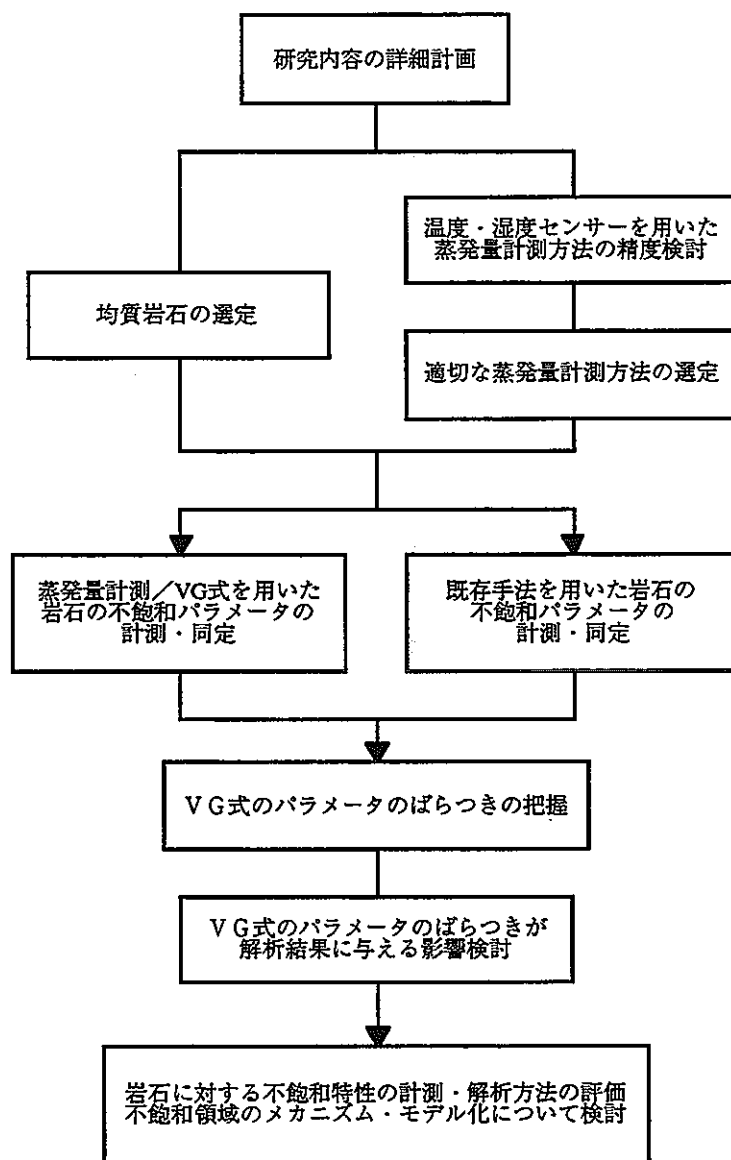 研究内容の詳細計画
温度・湿度センサーを用いた
蒸発量計測方法の精度検討
均質岩石の選定
適切な蒸発量計測方法の選定
蒸発量計測／VG式を用いた
岩石の不飽和パラメータの
計測・同定
既存手法を用いた岩石の
不飽和パラメータの
計測・同定
ＶＧ式のパラメータのばらつきの把握
ＶＧ式のパラメータのばらつきが
解析結果に与える影響検討
岩石に対する不飽和特性の計測・解析方法の評価
不飽和領域のメカニズム・モデル化について検討